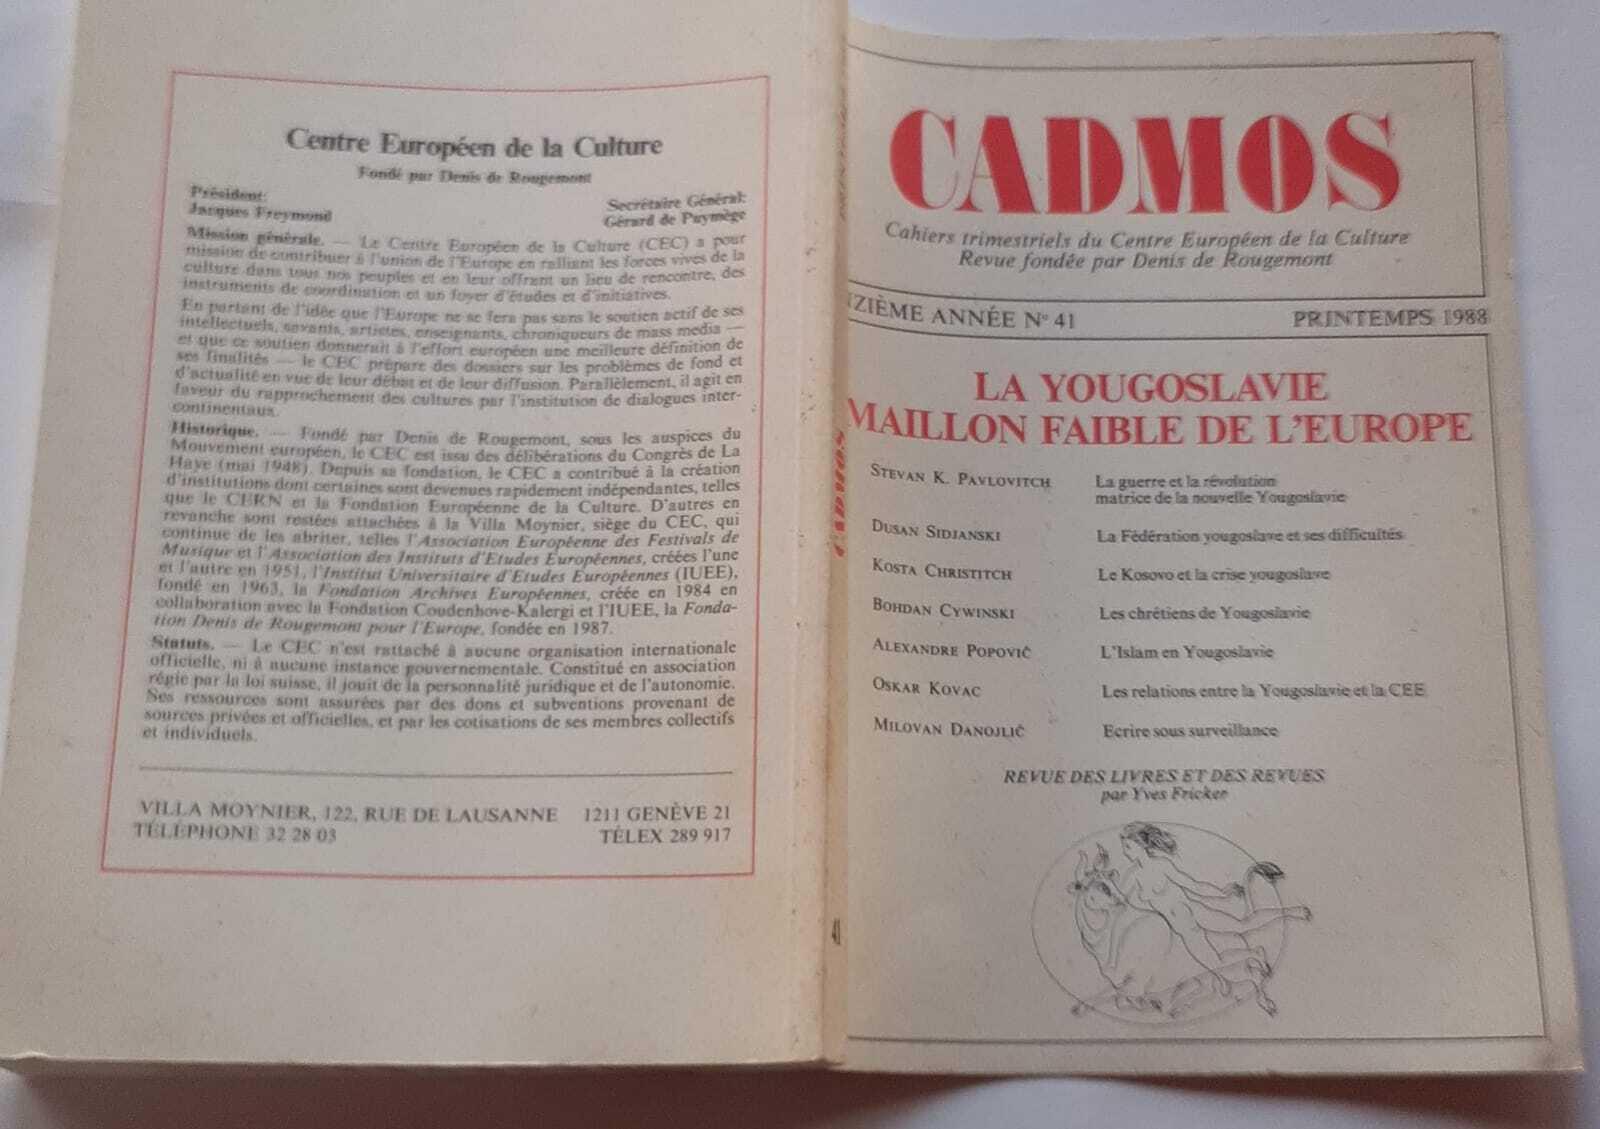 Centre Européen de la Culture
Fondé par Denis de Rougemont
Président:
Jacques Freymond
Secrétaire Général:
Gérard de Puymège
Mission générale. — Le Centre Européen de la Culture (CEC) a pour
mission de contribuer à l'union de l'Europe en ralliant les forces vives de la
culture dans tous nos peuples et en leur offrant un lieu de rencontre, des
instruments de coordination et un foyer d'études et d'initiatives.
En partant de l'idée que l'Europe ne se fera pas sans le soutien actif de ses
intellectuels, savants, artistes, enseignants, chroniqueurs de mass media —
et que ce soutien donnerait à l'effort européen une meilleure définition de
ses finalités — le CEC prépare des dossiers sur les problèmes de fond et
d'actualité en vue de leur débat et de leur diffusion. Parallèlement, il agit en
faveur du rapprochement des cultures par l'institution de dialogues inter-
continentaux.
Historique. — Fondé par Denis de Rougemont, sous les auspices du
Mouvement européen, le CEC est issu des délibérations du Congrès de La
Haye (mai 1948). Depuis sa fondation, le CEC a contribué à la création
d'institutions dont certaines sont devenues rapidement indépendantes, telles
que le CERN et la Fondation Européenne de la Culture. D'autres en
revanche sont restées attachées à la Villa Moynier, siège du CEC, qui
continue de les abriter, telles l'Association Européenne des Festivals de
Musique et l'Association des Instituts d'Etudes Européennes, créées l'une
et l'autre en 1951, l'Institut Universitaire d'Etudes Européennes (IUEE),
fondé en 1963, la Fondation Archives Européennes, créée en 1984 en
collaboration avec la Fondation Coudenhove-Kalergi et l'IUEE, la Fonda-
tion Denis de Rougemont pour l'Europe, fondée en 1987.
Statuts. — Le CEC n'est rattaché à aucune organisation internationale
officielle, ni à aucune instance gouvernementale. Constitué en association
régie par la loi suisse, il jouit de la personnalité juridique et de l'autonomie.
Ses ressources sont assurées par des dons et subventions provenant de
sources privées et officielles, et par les cotisations de ses membres collectifs
et individuels.
VILLA MOYNIER, 122, RUE DE LAUSANNE 1211 GENÈVE 21
TÉLÉPHONE 32 28 03 TÉLEX 289 917
CADMOS
41
CADMOS
Cahiers trimestriels du Centre Européen de la Culture
Revue fondée par Denis de Rougemont
ZIÈME ANNÉE N° 41 PRINTEMPS 1988
LA YOUGOSLAVIE
MAILLON FAIBLE DE L'EUROPE
STEVAN K. PAVLOVITCH La guerre et la révolution
matrice de la nouvelle Yougoslavie
DUSAN SIDJANSKI La Fédération yougoslave et ses difficultés
KOSTA CHRISTITCH Le Kosovo et la crise yougoslave
BOHDAN CYWINSKI Les chrétiens de Yougoslavie
ALEXANDRE POPOVIČ L'Islam en Yougoslavie
OSKAR KOVAC Les relations entre la Yougoslavie et la CEE
MILOVAN DANOJLIČ Ecrire sous surveillance
REVUE DES LIVRES ET DES REVUES
par Yves Fricker